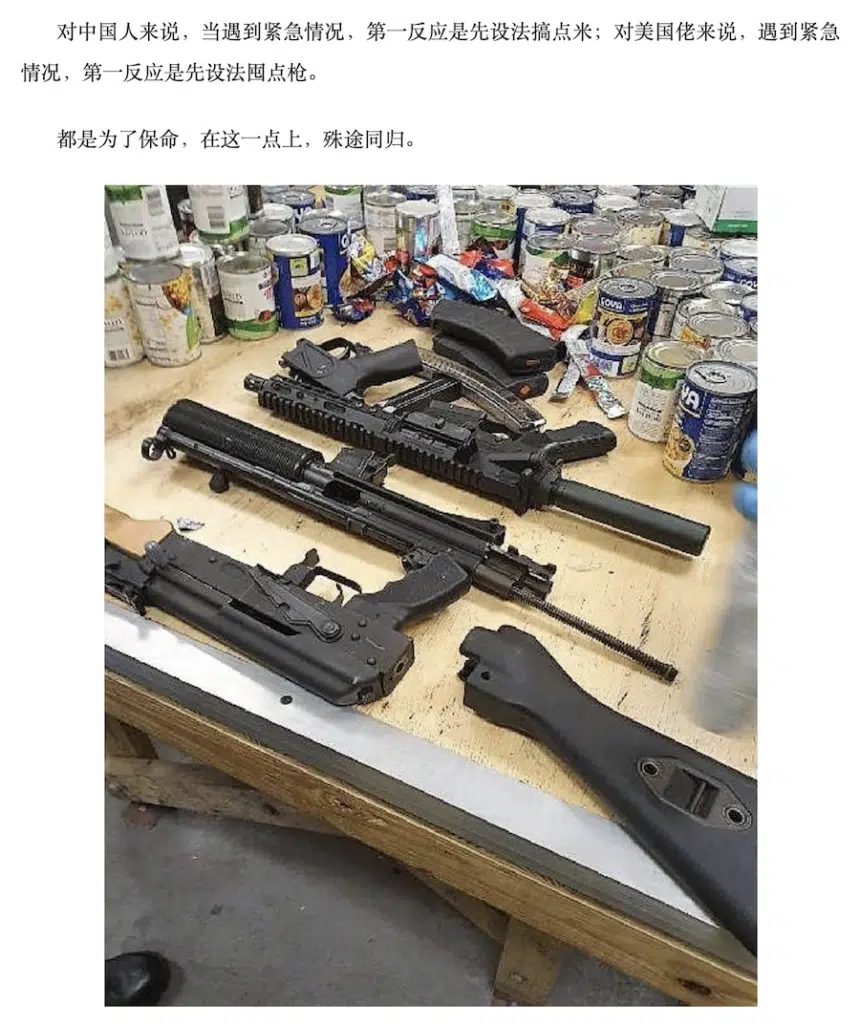 对中国人来说，当遇到紧急情况，第一反应是先设法搞点米；对美国佬来说，遇到紧急
情况，第一反应是先设法囤点枪。
都是为了保命，在这一点上，殊途同归。
GOYA